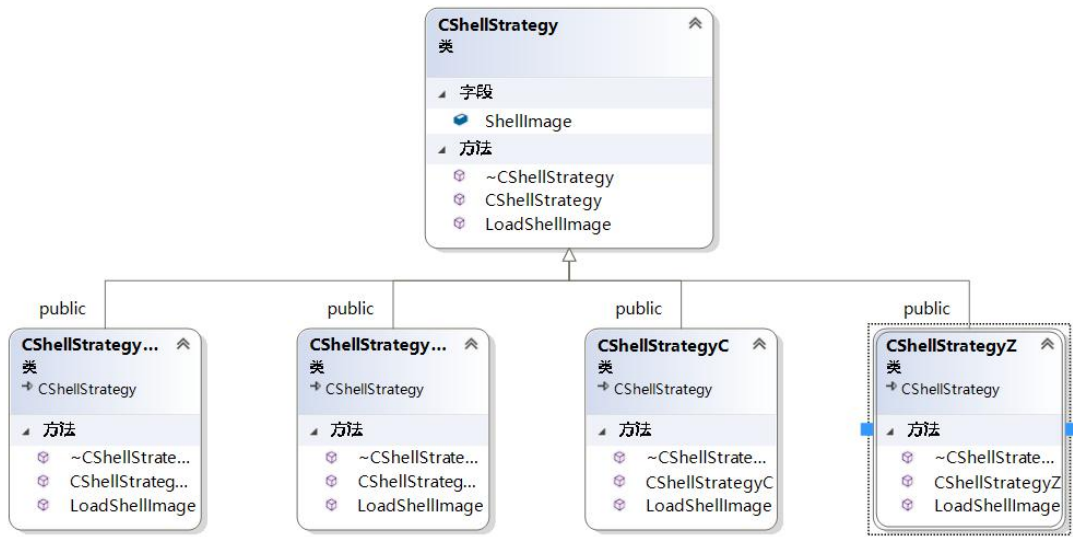 CShellStrategy
类
字段
ShellImage
方法
~CShellStrategy
CShellStrategy
LoadShellImage
public
public
public
public
CShellStrategy...
类
CShellStrategy
方法
~CShellStrate...
CShellStrateg...
LoadShellImage
CShellStrategy...
类
CShellStrategy
方法
~CShellStrate...
CShellStrateg...
LoadShellImage
CShellStrategyC
类
CShellStrategy
方法
~CShellStrate...
CShellStrategyC
LoadShellImage
CShellStrategyZ
类
CShellStrategy
方法
~CShellStrate...
CShellStrategyZ
LoadShellImage